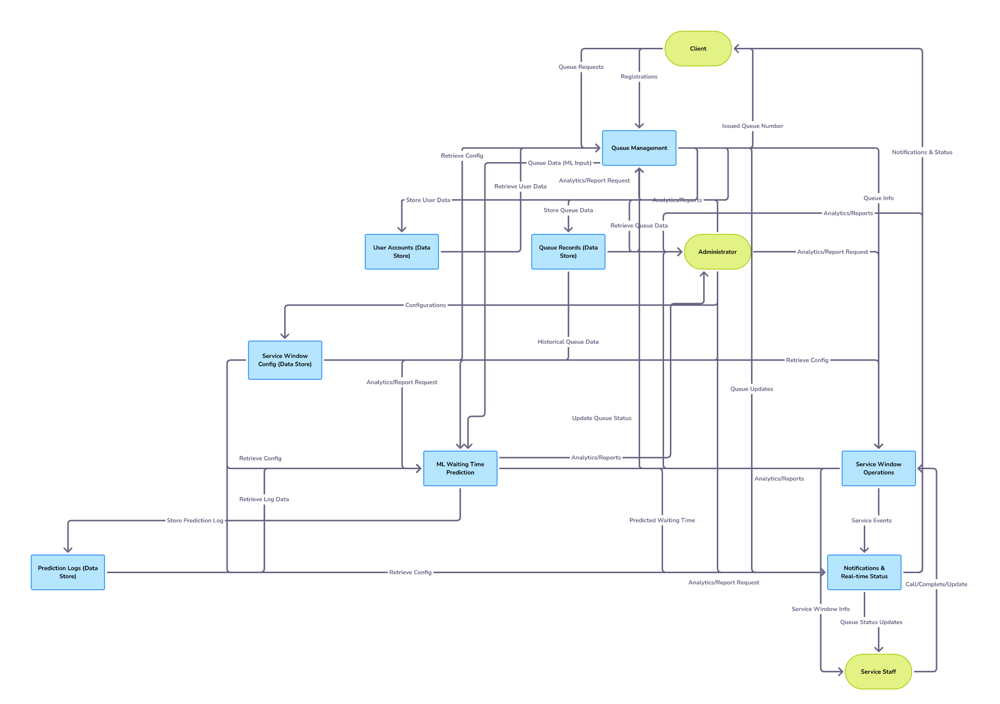 Client
Queue Requests
Registrations
Issued Queue Number
Queue Management
Notifications & Status
Retrieve Config
Queue Data (ML Input)
Analytics/Report Request
Retrieve User Data
Queue Info
Store User Data
Analytics/Reports
Store Queue Data
Analytics/Reports
Retrieve Queue Data
User Accounts (Data
Store)
Queue Records (Data
Store)
Administrator
Analytics/Report Request
Configurations
Historical Queue Data
Service Window
Config (Data Store)
Retrieve Config
Analytics/Report Request
Queue Updates
Update Queue Status
Retrieve Config
Analytics/Reports
ML Waiting Time
Prediction
Service Window
Operations
Analytics/Reports
Retrieve Log Data
Store Prediction Log
Predicted Waiting Time
Service Events
Prediction Logs (Data
Store)
Retrieve Config
Notifications &
Real-time Status
Analytics/Report Request
Call/Complete/Update
Service Window Info
Queue Status Updates
Service Staff